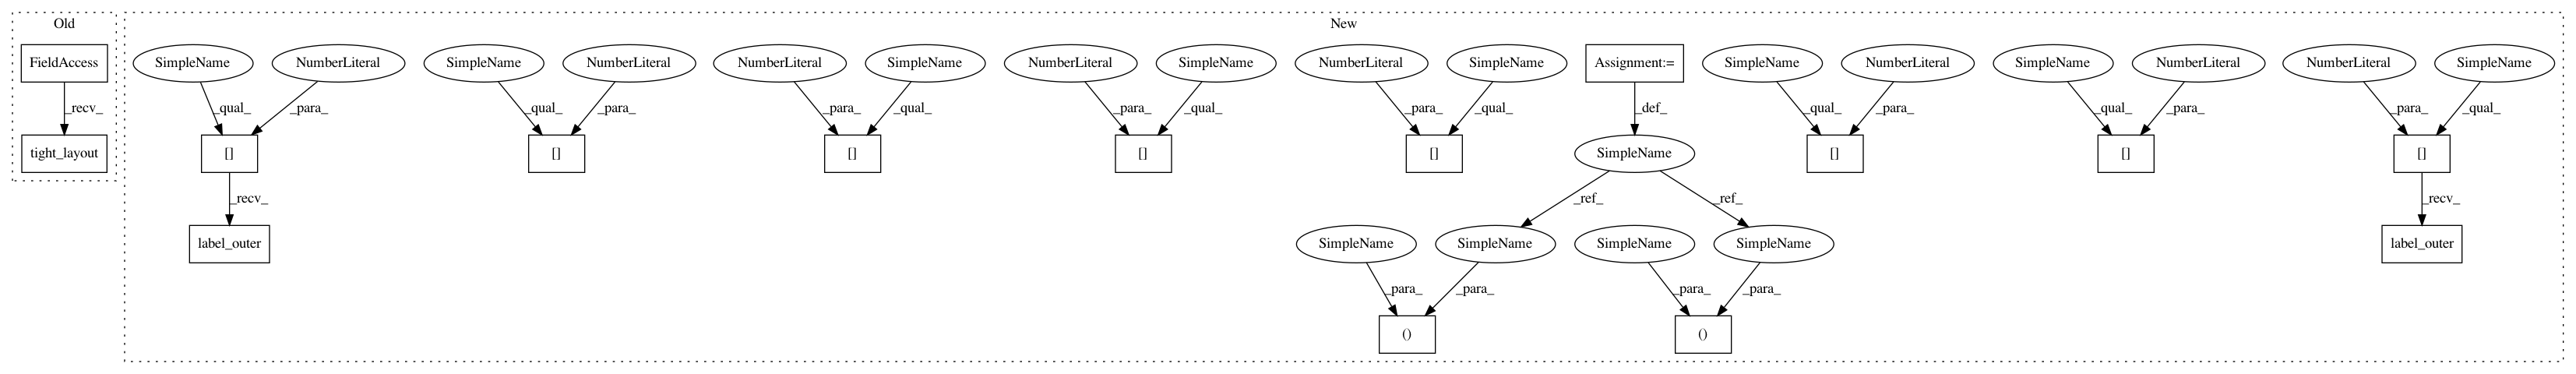 Old
New
FieldAccess
SimpleName
NumberLiteral
SimpleName
NumberLiteral
NumberLiteral
SimpleName
NumberLiteral
SimpleName
NumberLiteral
SimpleName
Assignment:=
SimpleName
NumberLiteral
SimpleName
NumberLiteral
NumberLiteral
SimpleName
_recv_
_qual_
_para_
_qual_
_para_
_para_
_qual_
_para_
_qual_
_para_
_qual_
_def_
_qual_
_para_
_qual_
_para_
_para_
_qual_
tight_layout
[]
[]
[]
[]
[]
SimpleName
[]
[]
[]
_recv_
_ref_
_ref_
_recv_
label_outer
SimpleName
SimpleName
SimpleName
SimpleName
label_outer
_para_
_para_
_para_
_para_
()
()